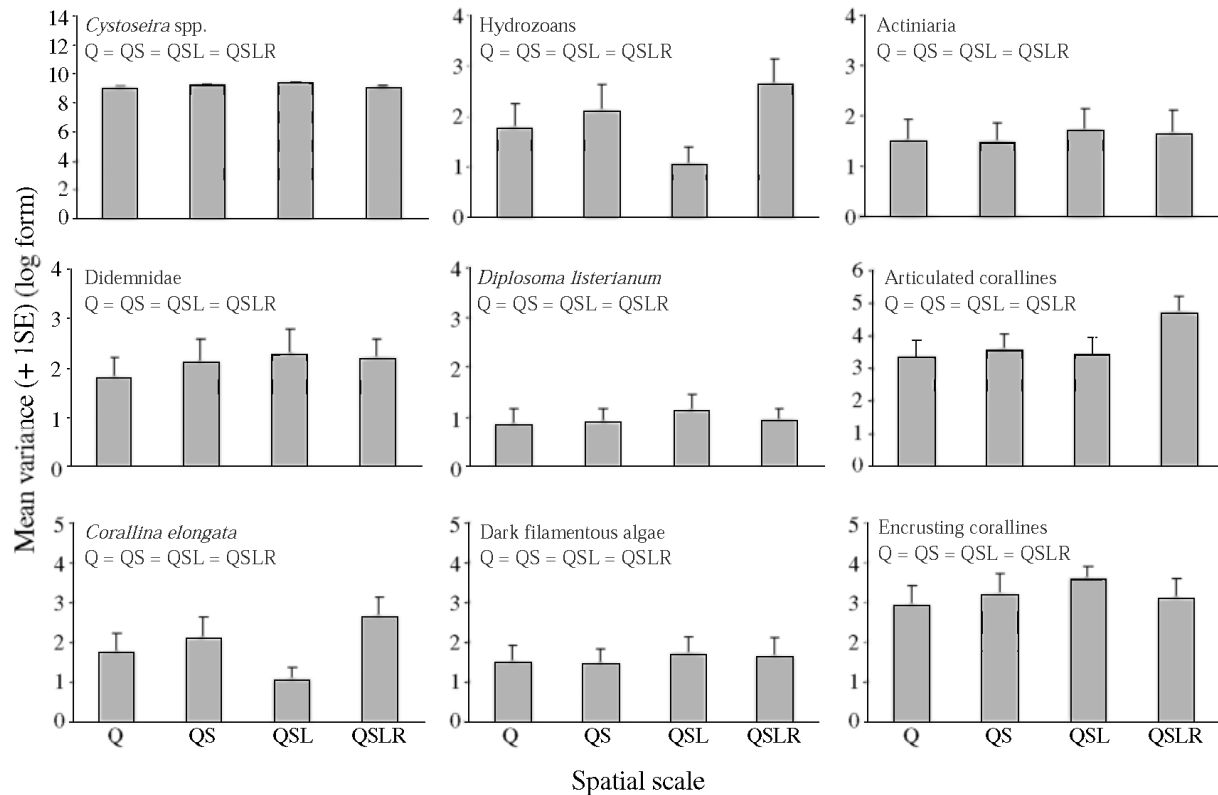 Mean variance (+ 1SE) (log form)
Cystoseira spp.
Q = QS = QSL = QSLR
14
12
10
8
6
4
2
0
Hydrozoans
Q = QS = QSL = QSLR
4
3
2
1
0
Actiniaria
Q = QS = QSL = QSLR
4
3
2
1
0
Didemnidae
Q = QS = QSL = QSLR
4
3
2
1
0
Diplosoma listerianum
Q = QS = QSL = QSLR
4
3
2
1
0
Articulated corallines
Q = QS = QSL = QSLR
6
5
4
3
2
1
0
Corallina elongata
Q = QS = QSL = QSLR
5
4
3
2
1
0
Q QS QSL QSLR
Dark filamentous algae
Q = QS = QSL = QSLR
5
4
3
2
1
0
Q QS QSL QSLR
Encrusting corallines
Q = QS = QSL = QSLR
5
4
3
2
1
0
Q QS QSL QSLR
Spatial scale